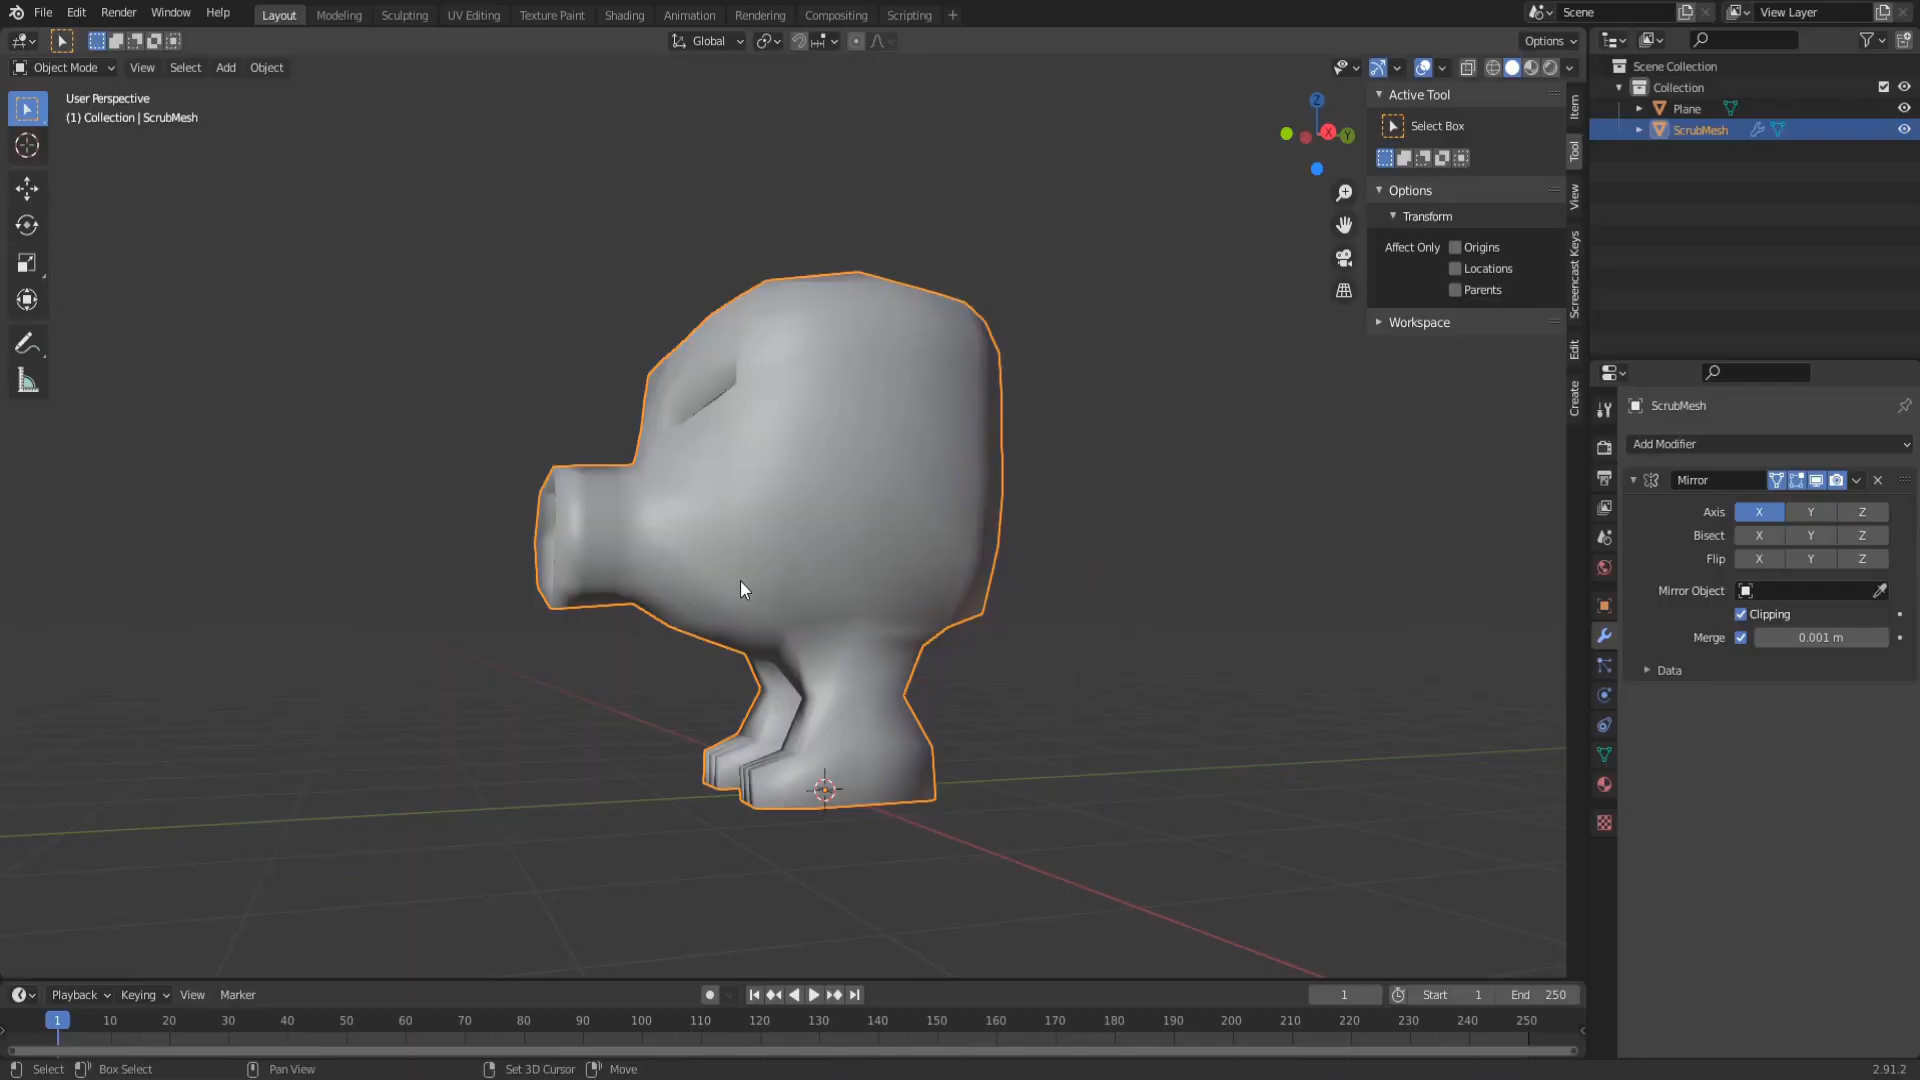 File Edit Render Window Help Layout Modeling Sculpting UV Editing Texture Paint Shading Animation Rendering Compositing Scripting + Scene View Layer
Global Options
Object Mode View Select Add Object
User Perspective
(1) Collection | ScrubMesh
Z
X
Y
Active Tool
Select Box
Options
Transform
Affect Only Origins
Locations
Parents
Workspace
Item
Tool
View
Screencast Keys
Edit
Create
Scene Collection
Collection
Plane
ScrubMesh
ScrubMesh
Add Modifier
Mirror
Axis X Y Z
Bisect X Y Z
Flip X Y Z
Mirror Object
Clipping
Merge 0.001 m
Data
Playback Keying View Marker 1 Start 1 End 250
1 10 20 30 40 50 60 70 80 90 100 110 120 130 140 150 160 170 180 190 200 210 220 230 240 250
Select Box Select Pan View Set 3D Cursor Move 2.91.2